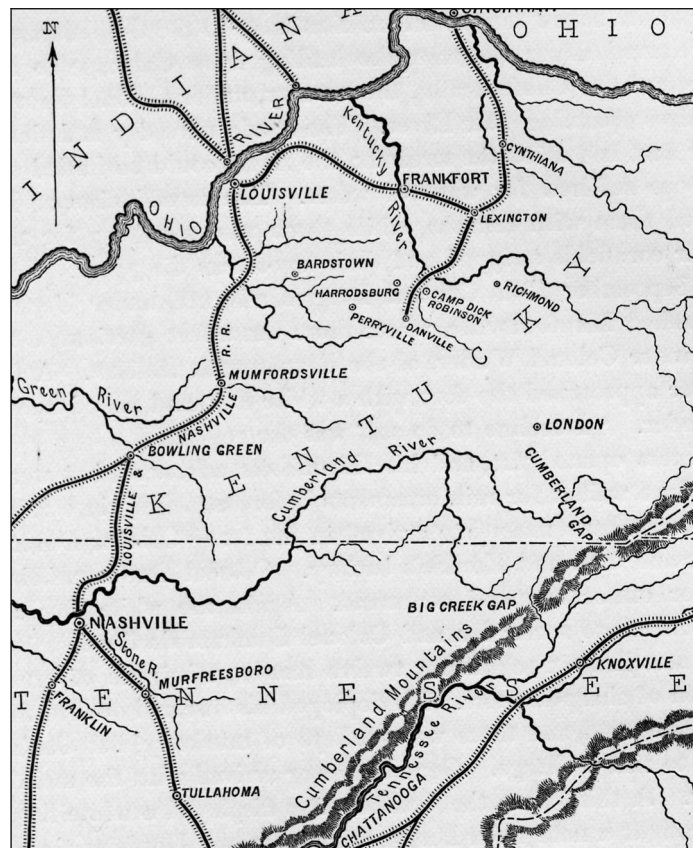 N
CINCINNATI
OHIO
INDIANA
RIVER
Kentucky
CYNTHIANA
LOUISVILLE
FRANKFORT
OHIO
River
LEXINGTON
BARDSTOWN
HARRODSBURG
CAMP DICK
ROBINSON
RICHMOND
PERRYVILLE
DANVILLE
KENTUCKY
R. R.
MUMFORDSVILLE
Green River
NASHVILLE
BOWLING GREEN
LONDON
Cumberland River
CUMBERLAND
GAP
LOUISVILLE &
BIG CREEK GAP
NASHVILLE
Stone R.
MURFREESBORO
KNOXVILLE
TENNESSEE
FRANKLIN
Cumberland Mountains
Tennessee River
TULLAHOMA
CHATTANOOGA